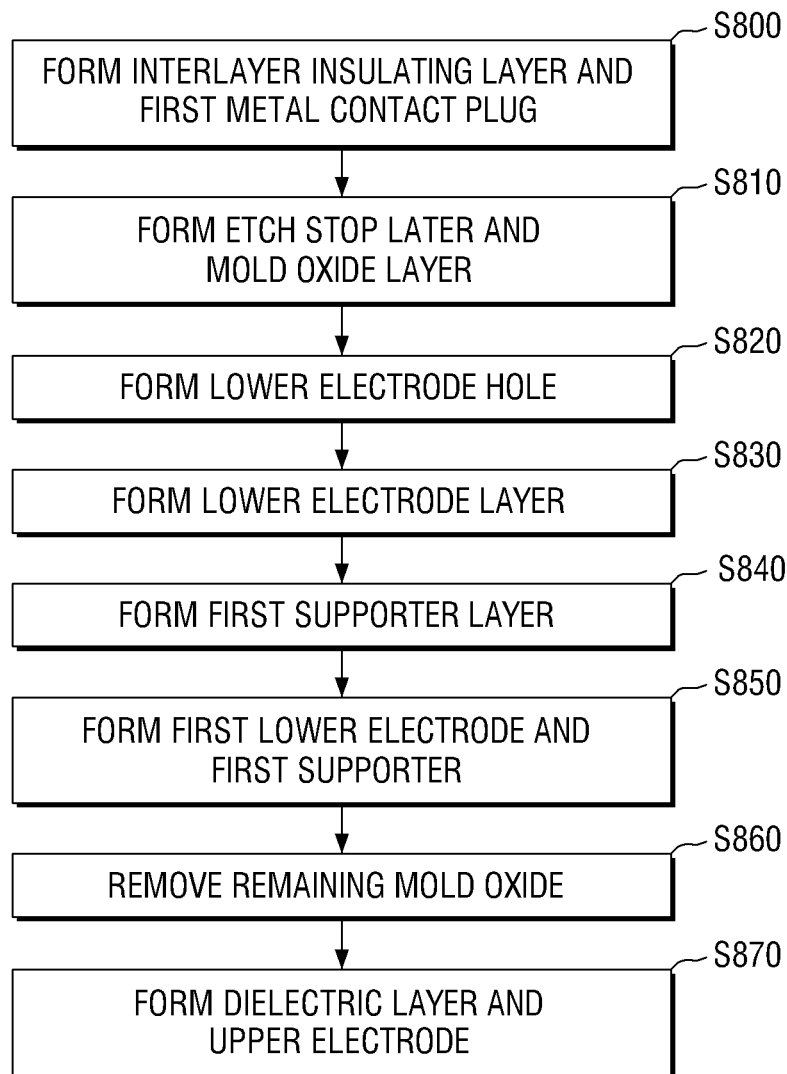 S800
FORM INTERLAYER INSULATING LAYER AND
FIRST METAL CONTACT PLUG
S810
FORM ETCH STOP LATER AND
MOLD OXIDE LAYER
S820
FORM LOWER ELECTRODE HOLE
S830
FORM LOWER ELECTRODE LAYER
S840
FORM FIRST SUPPORTER LAYER
S850
FORM FIRST LOWER ELECTRODE AND
FIRST SUPPORTER
S860
REMOVE REMAINING MOLD OXIDE
S870
FORM DIELECTRIC LAYER AND
UPPER ELECTRODE